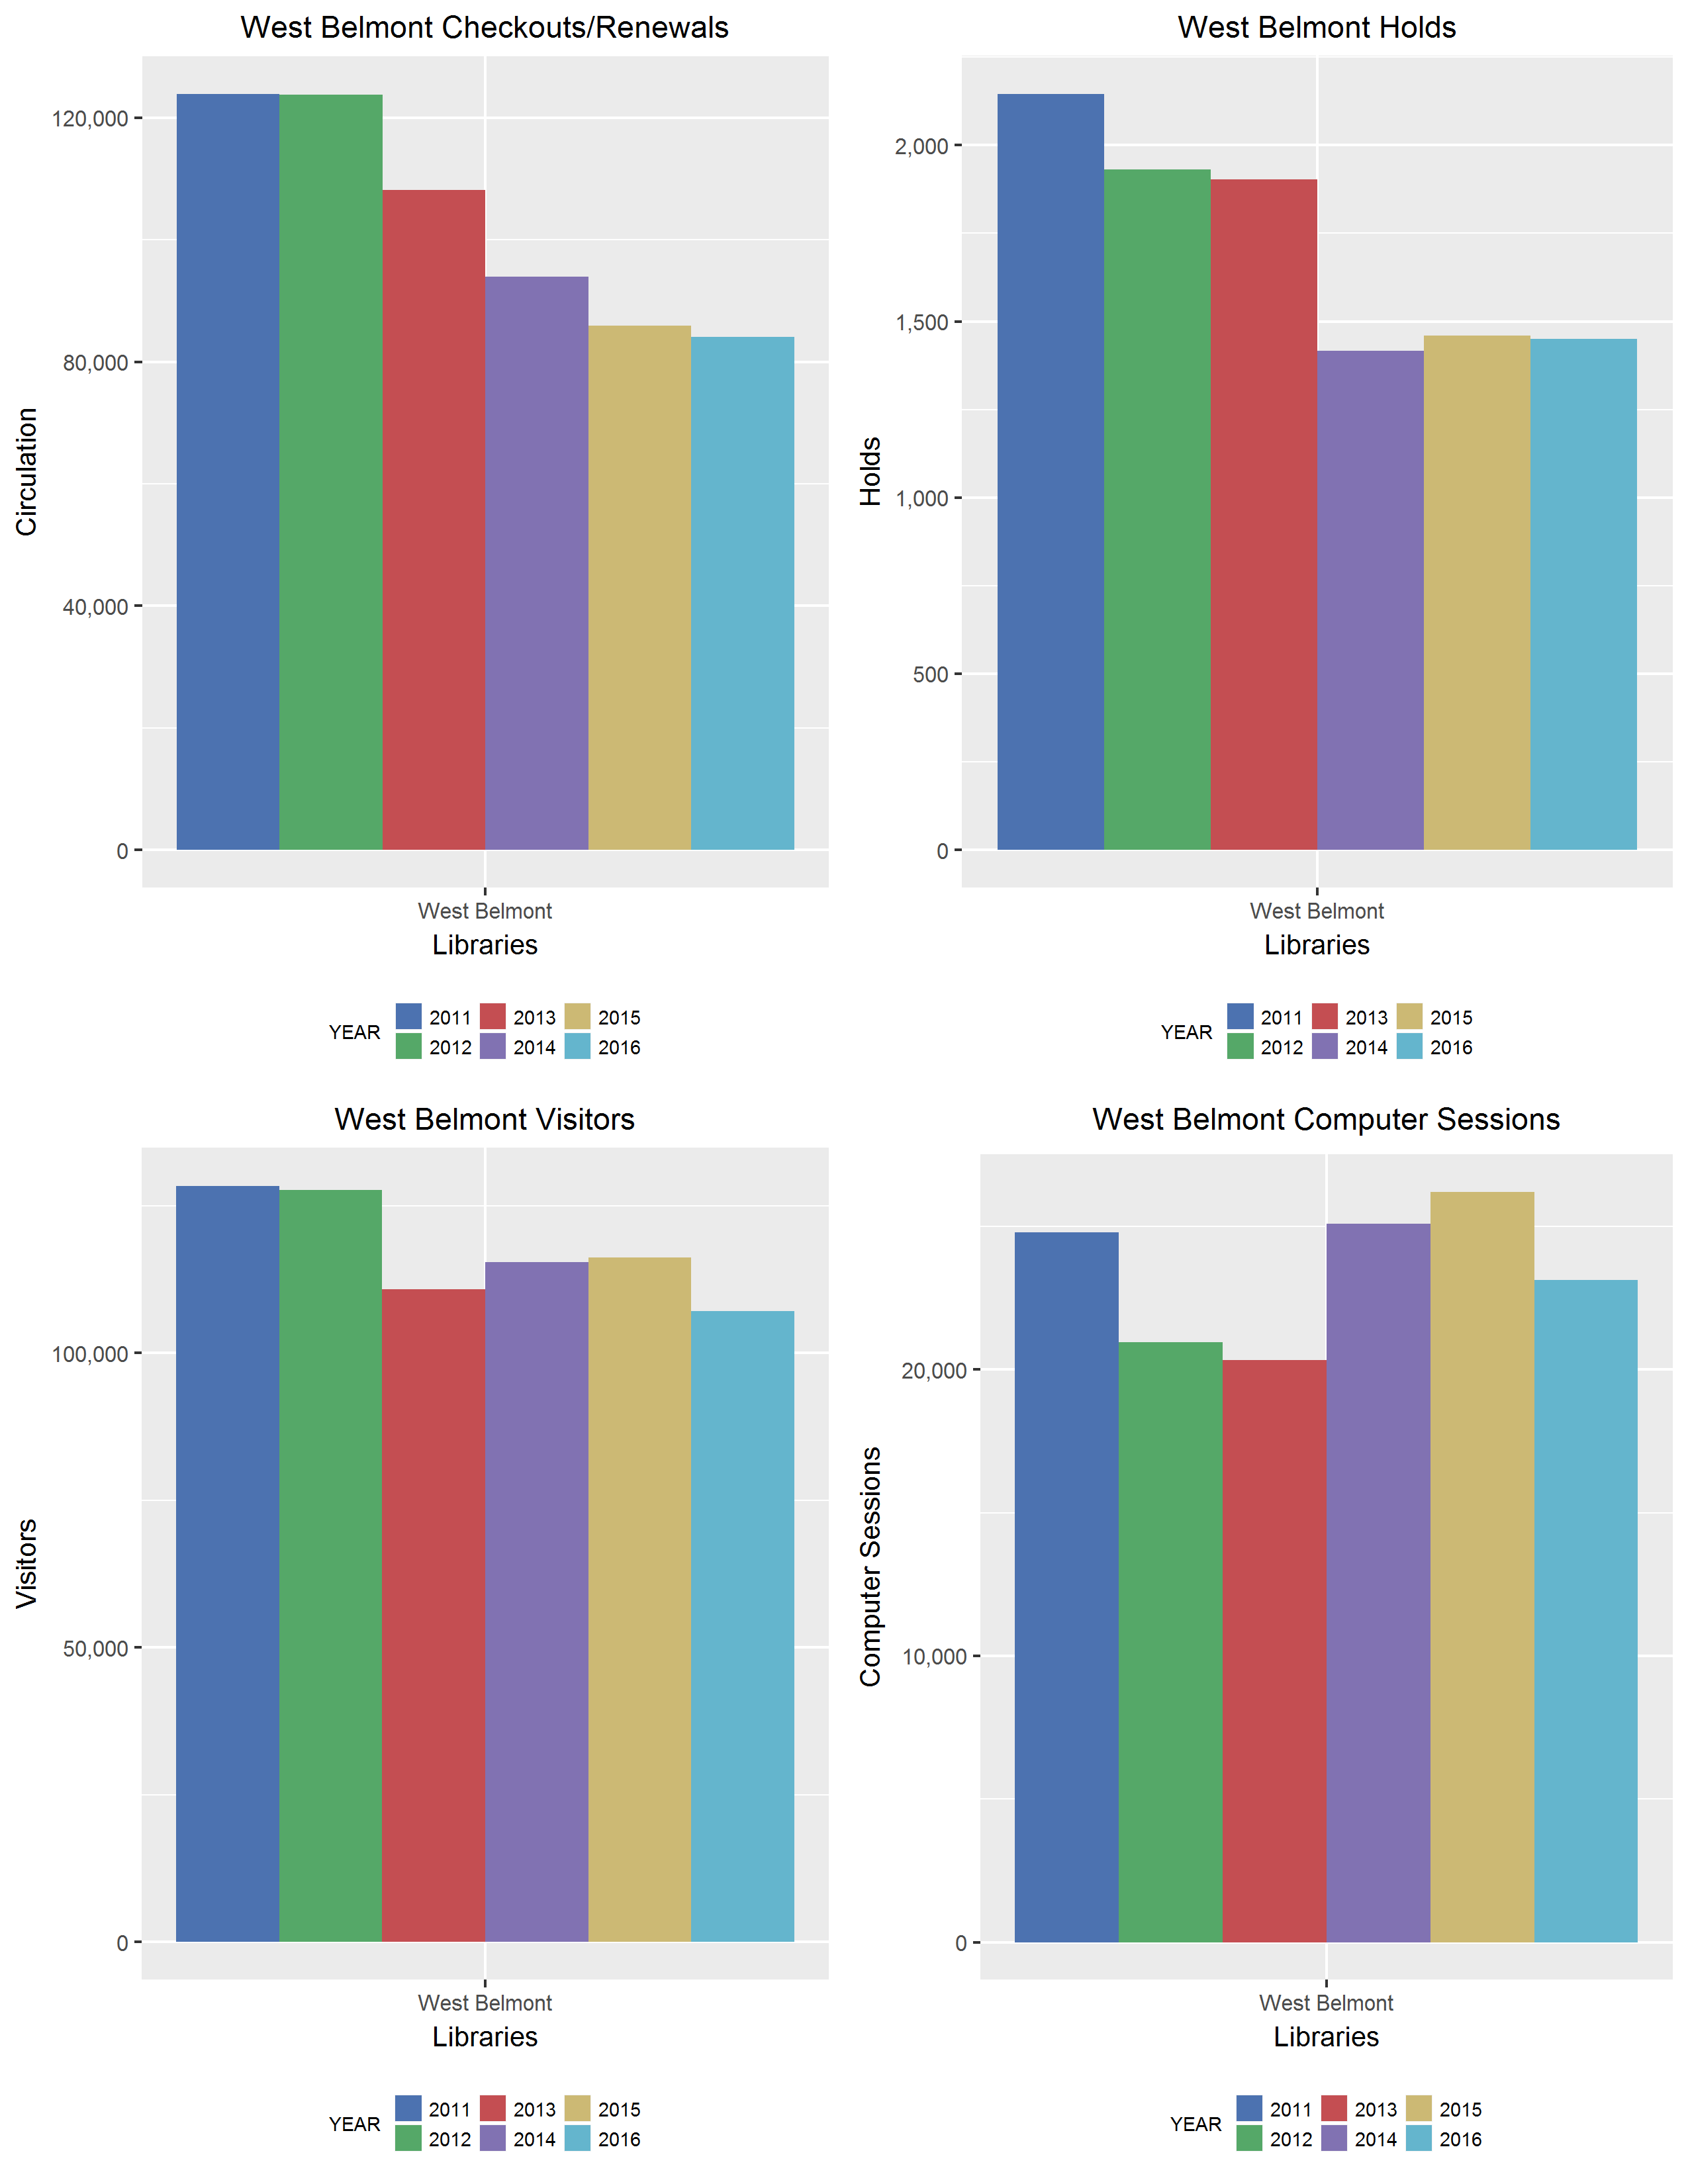 West Belmont Checkouts/Renewals
120,000
80,000
40,000
0
Circulation
West Belmont
Libraries
YEAR
2011 2013 2015
2012 2014 2016
West Belmont Holds
2,000
1,500
1,000
500
0
Holds
West Belmont
Libraries
YEAR
2011 2013 2015
2012 2014 2016
West Belmont Visitors
100,000
50,000
0
Visitors
West Belmont
Libraries
YEAR
2011 2013 2015
2012 2014 2016
West Belmont Computer Sessions
20,000
10,000
0
Computer Sessions
West Belmont
Libraries
YEAR
2011 2013 2015
2012 2014 2016